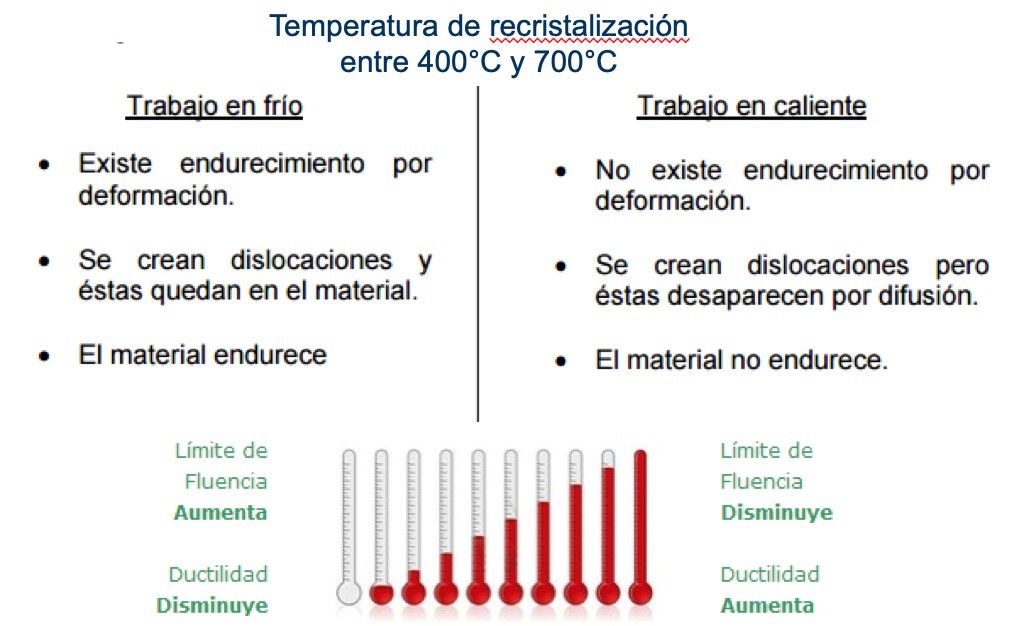 Temperatura de recristalización
entre 400°C y 700°C
Trabajo en frío
• Existe endurecimiento por
deformación.
• Se crean dislocaciones y
éstas quedan en el material.
• El material endurece
Trabajo en caliente
• No existe endurecimiento por
deformación.
• Se crean dislocaciones pero
éstas desaparecen por difusión.
• El material no endurece.
Límite de
Fluencia
Aumenta
Ductilidad
Disminuye
Límite de
Fluencia
Disminuye
Ductilidad
Aumenta